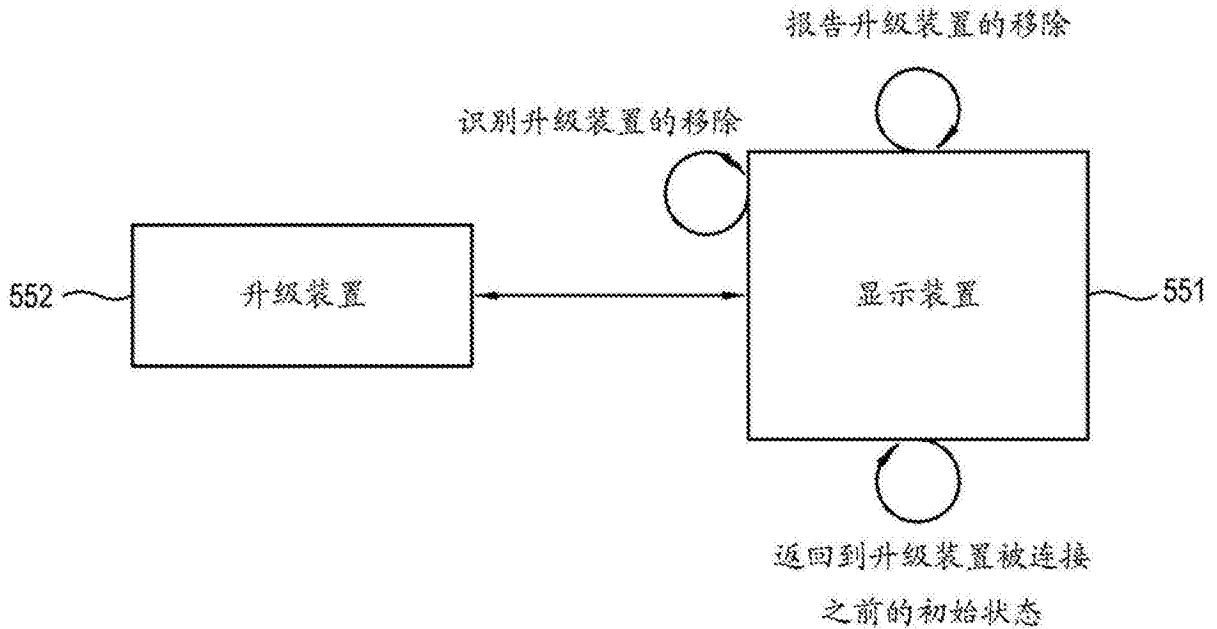 报告升级装置的移除
识别升级装置的移除
552
升级装置
显示装置
551
返回到升级装置被连接
之前的初始状态